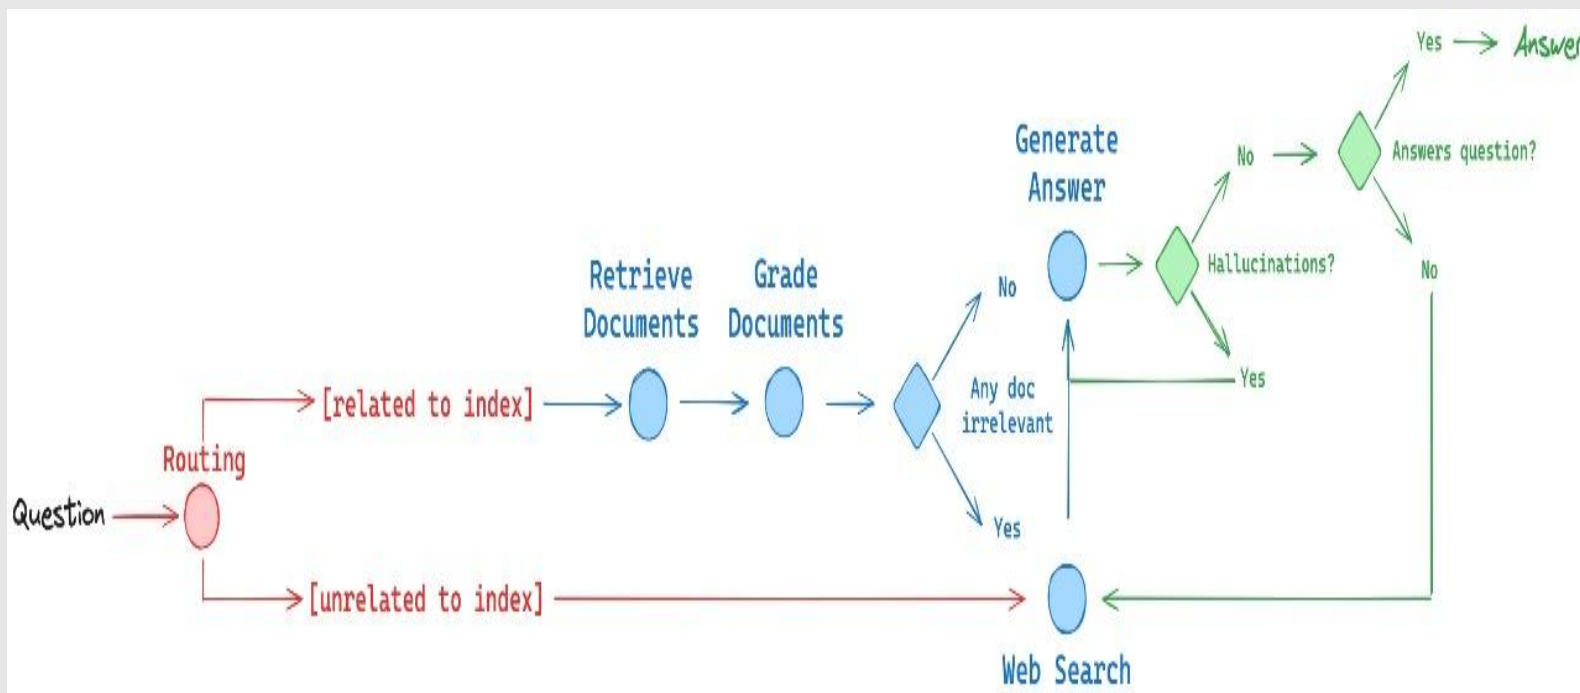 Question
Routing
[related to index]
[unrelated to index]
Retrieve
Documents
Grade
Documents
No
Any doc
irrelevant
Yes
Generate
Answer
Web Search
Hallucinations?
No
Yes
Answers question?
Yes
Answer
No